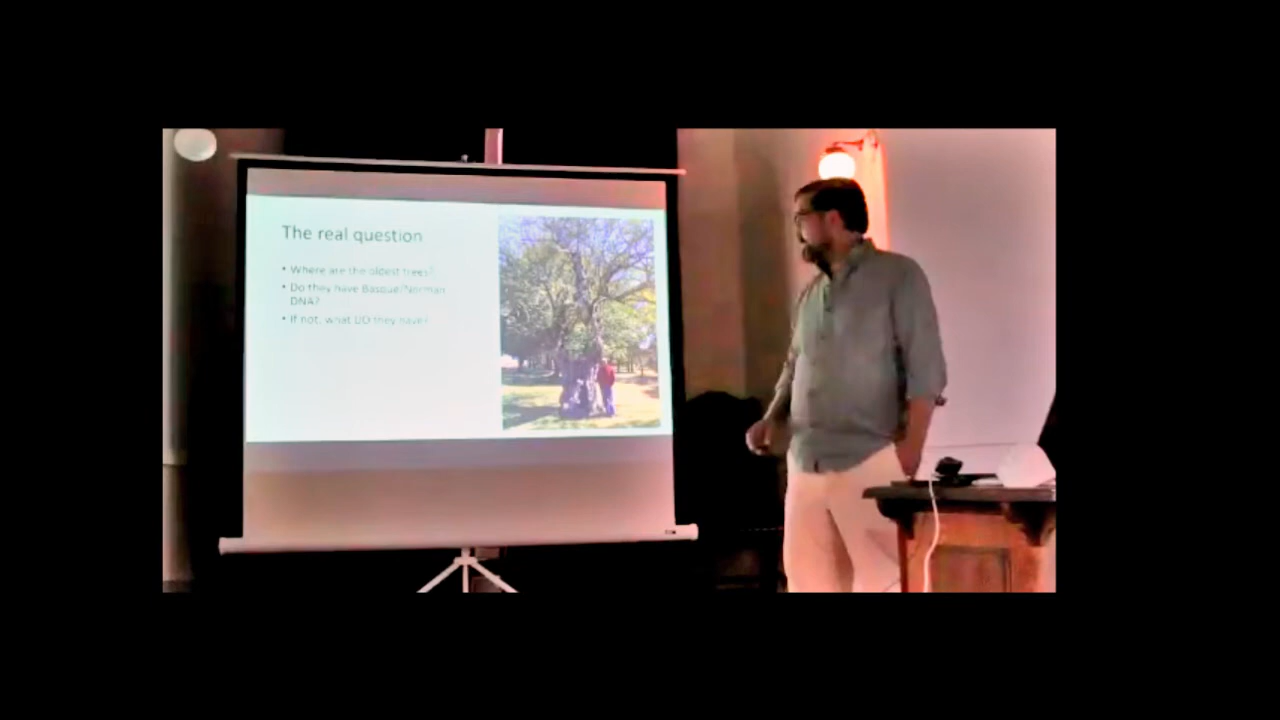 The real question
• Where are the oldest trees?
• Do they have Basque/Norman
DNA?
• If not, what DO they have?